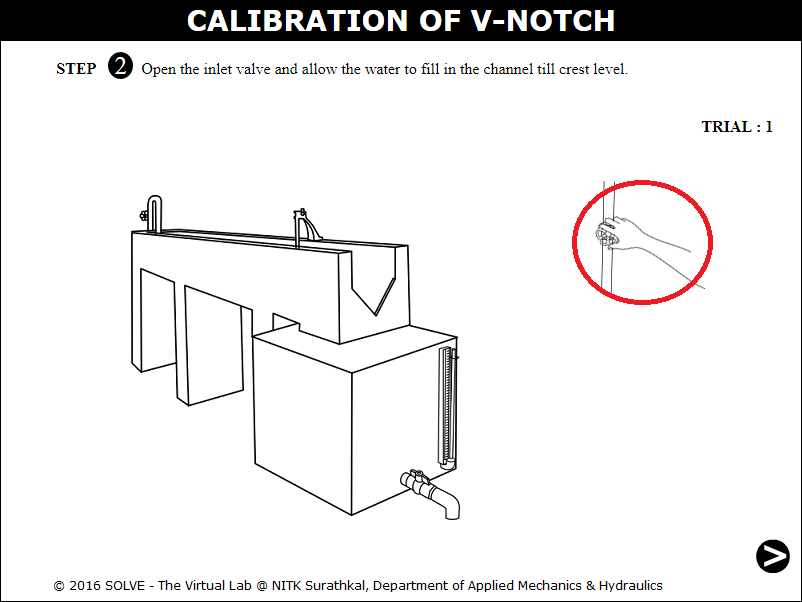 CALIBRATION OF V-NOTCH
STEP 2 Open the inlet valve and allow the water to fill in the channel till crest level.
TRIAL : 1
>
© 2016 SOLVE - The Virtual Lab @ NITK Surathkal, Department of Applied Mechanics & Hydraulics